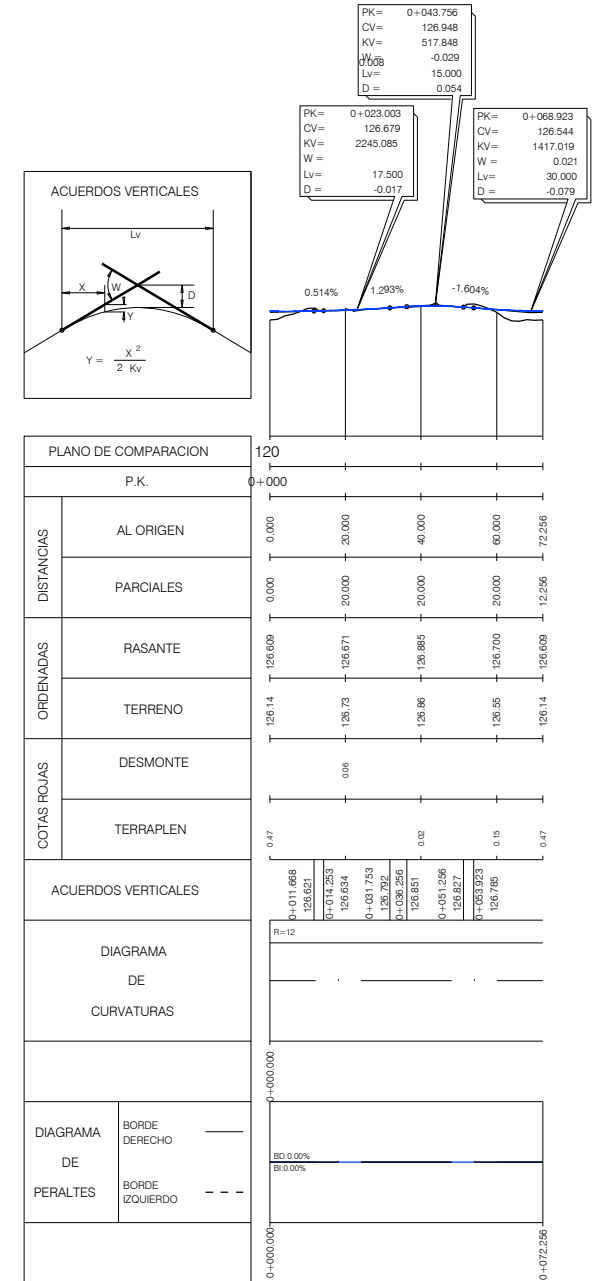 PK= 0+043.756
CV= 126.948
KV= 517.848
W = -0.029
0.008
Lv= 15.000
D = 0.054
PK= 0+023.003
CV= 126.679
KV= 2245.085
W =
Lv= 17.500
D = -0.017
PK= 0+068.923
CV= 126.544
KV= 1417.019
W = 0.021
Lv= 30.000
D = -0.079
ACUERDOS VERTICALES
Lv
X
W
D
Y
Y = X 2
2 Kv
0.514%
1.293%
-1.604%
PLANO DE COMPARACION 120
P.K. 0+000
DISTANCIAS
AL ORIGEN 0.000 20.000 40.000 60.000 72.256
PARCIALES 0.000 20.000 20.000 20.000 12.256
ORDENADAS
RASANTE 126.609 126.671 126.885 126.700 126.609
TERRENO 126.14 126.73 126.86 126.55 126.14
COTAS ROJAS
DESMONTE 0.06
TERRAPLEN 0.47 0.02 0.15 0.47
ACUERDOS VERTICALES
0+011.668
126.621
0+014.253
126.634
0+031.753
126.792
0+036.256
126.851
0+051.256
126.827
0+053.923
126.785
DIAGRAMA
DE
CURVATURAS
R=12
0+000.000
DIAGRAMA
DE
PERALTES
BORDE
DERECHO
BORDE
IZQUIERDO
BD:0.00%
BI:0.00%
0+000.000
0+072.256